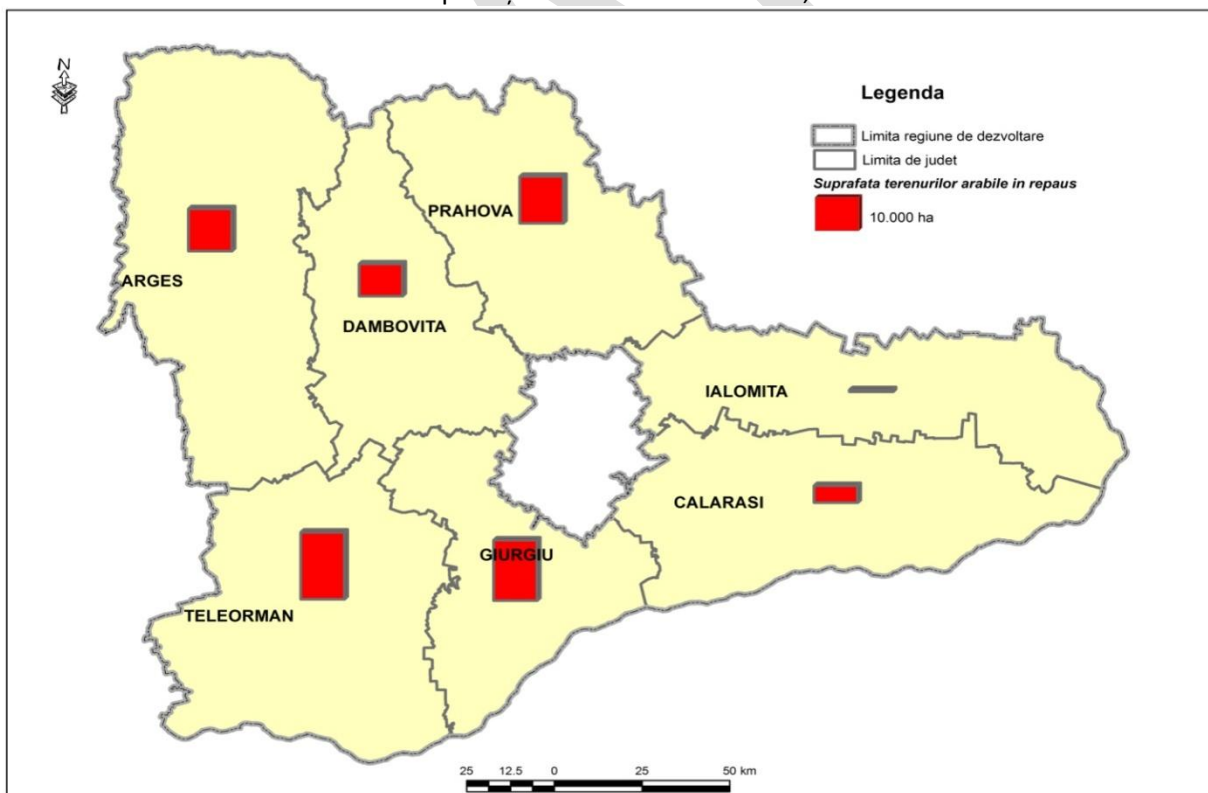 N
Legenda
Limita regiune de dezvoltare
Limita de judet
Suprafata terenurilor arabile in repaus
10.000 ha
PRAHOVA
ARGES
DAMBOVITA
IALOMITA
CALARASI
GIURGIU
TELEORMAN
25 12.5 0 25 50 km